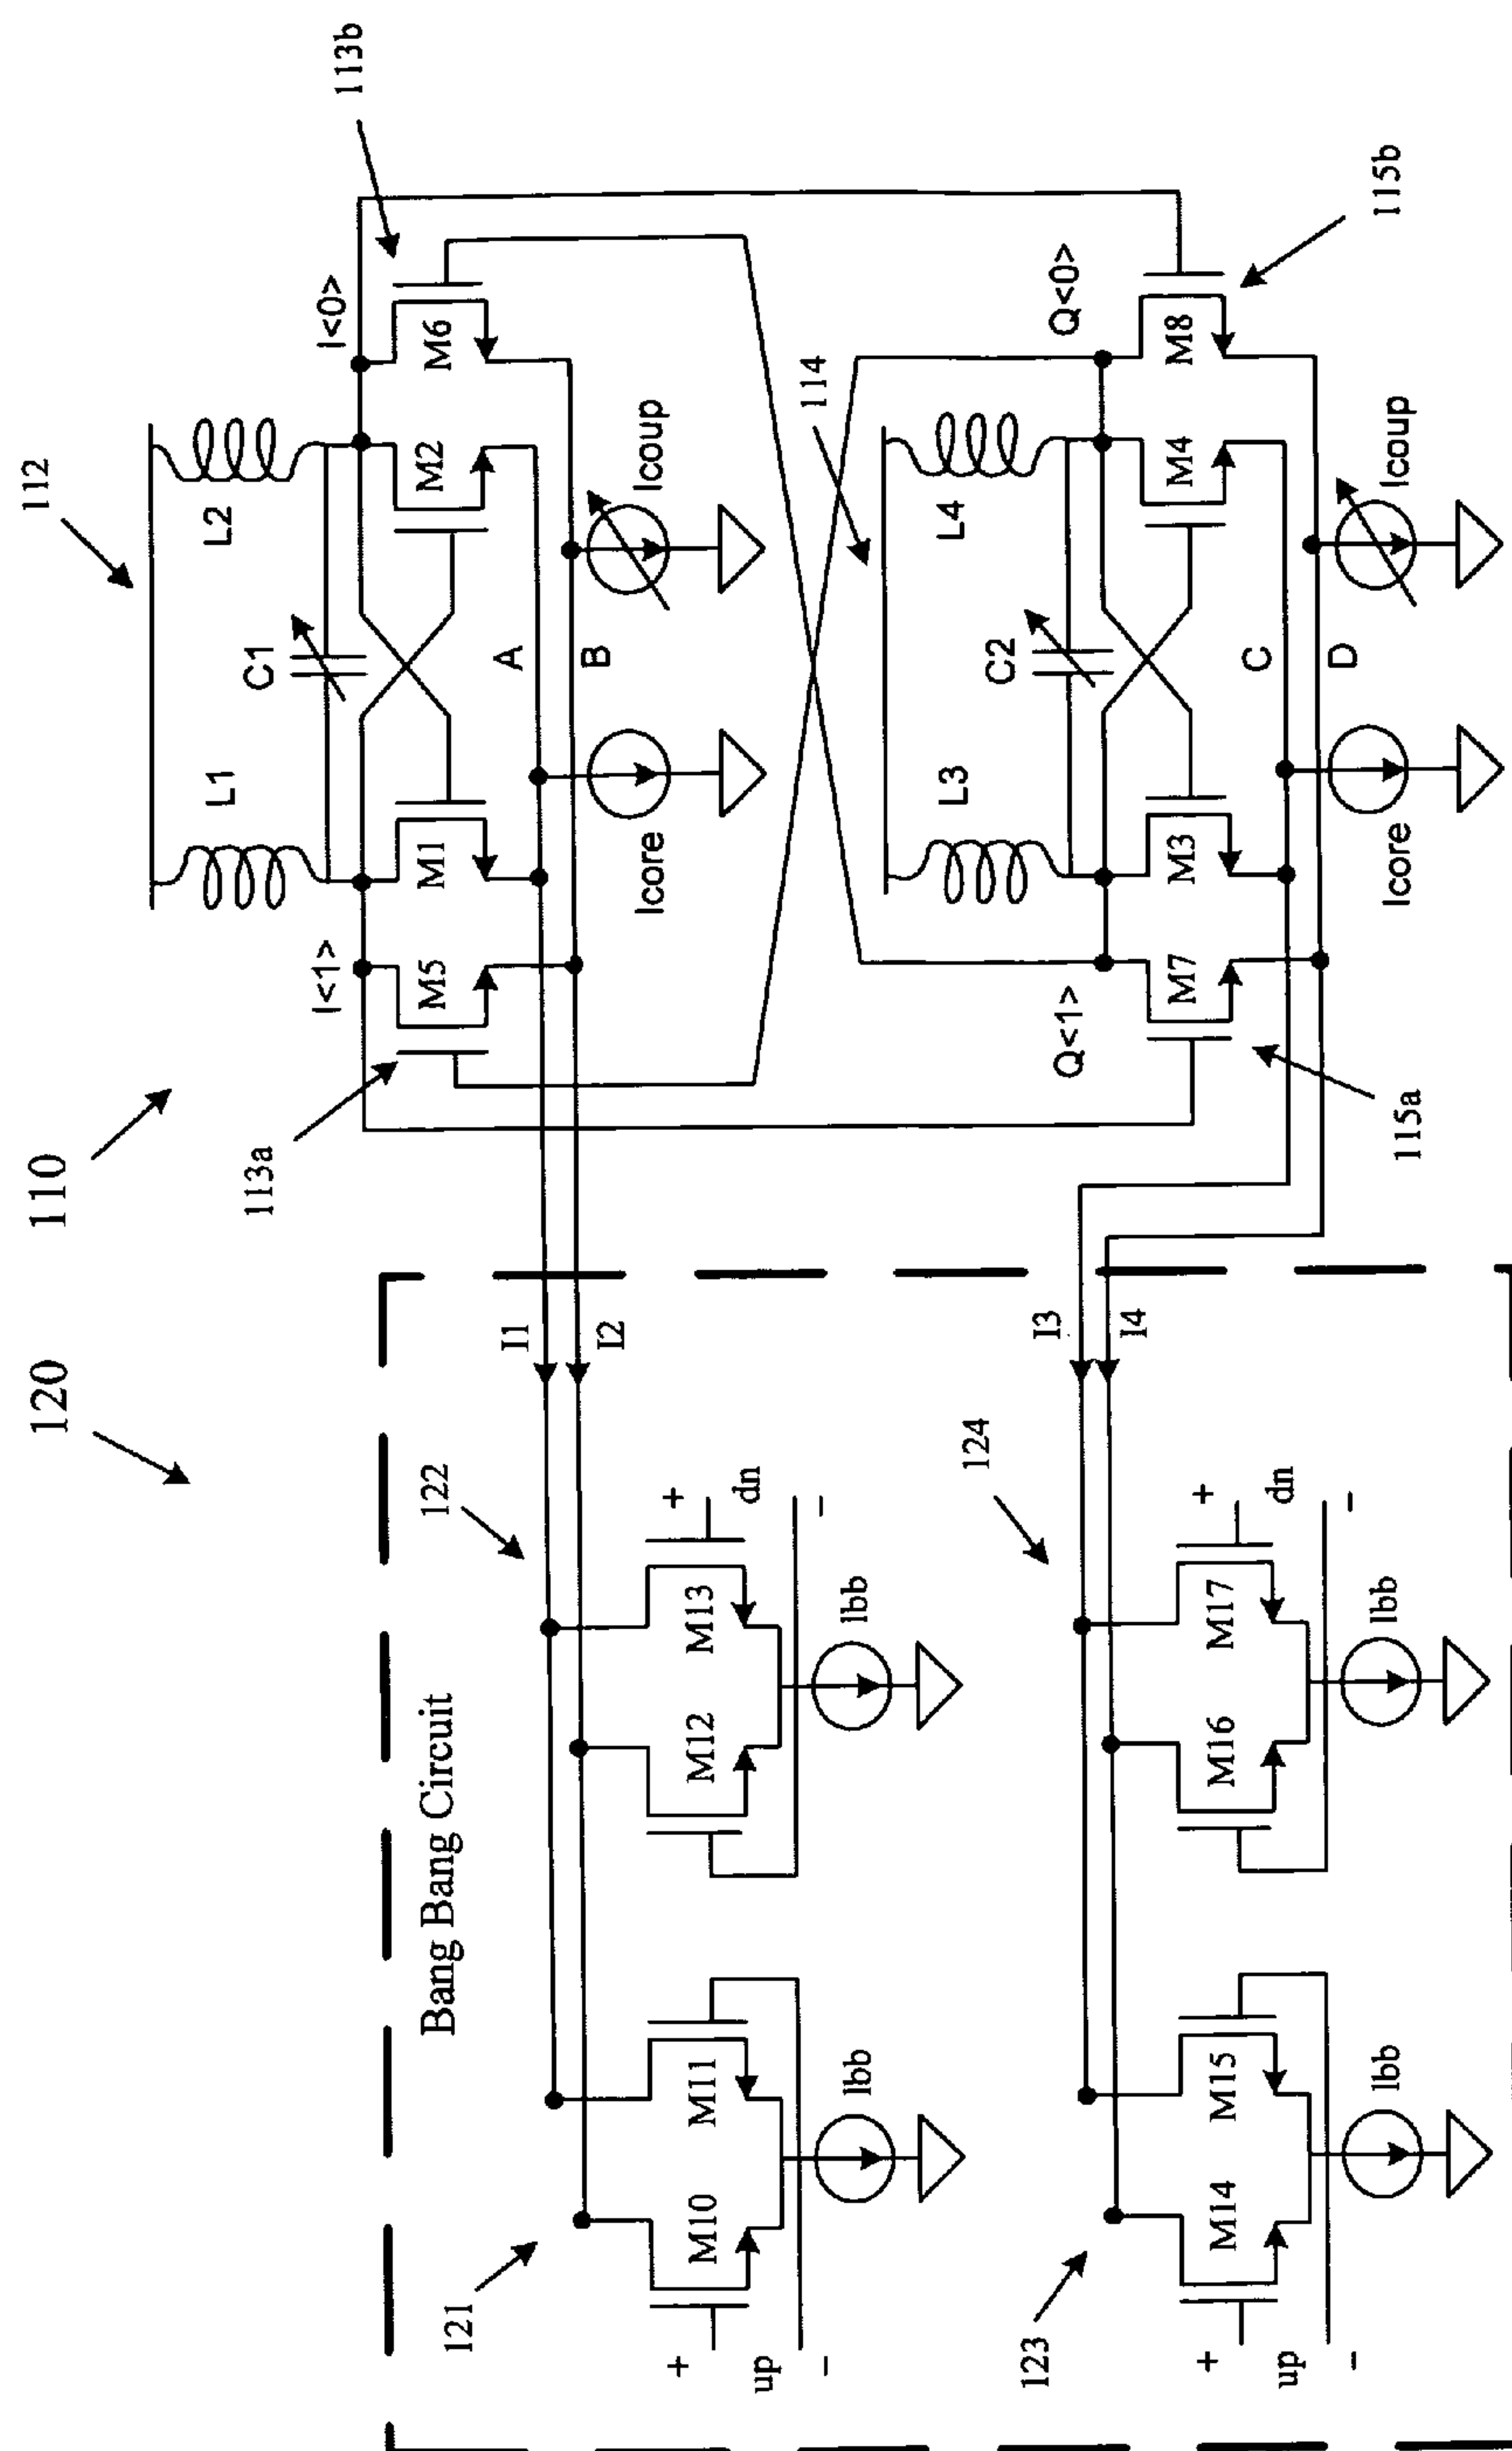 120
110
112
L1
L2
C1
I<1>
I<0>
113a
113b
M5
M1
M2
M6
A
B
Icore
Icoup
114
L3
L4
C2
Q<1>
Q<0>
M7
M3
M4
M8
C
D
Icore
Icoup
115a
115b
Bang Bang Circuit
I1
I2
121
122
M10
M11
M12
M13
+
up
−
+
dn
−
Ibb
Ibb
I3
I4
123
124
M14
M15
M16
M17
+
up
−
+
dn
−
Ibb
Ibb